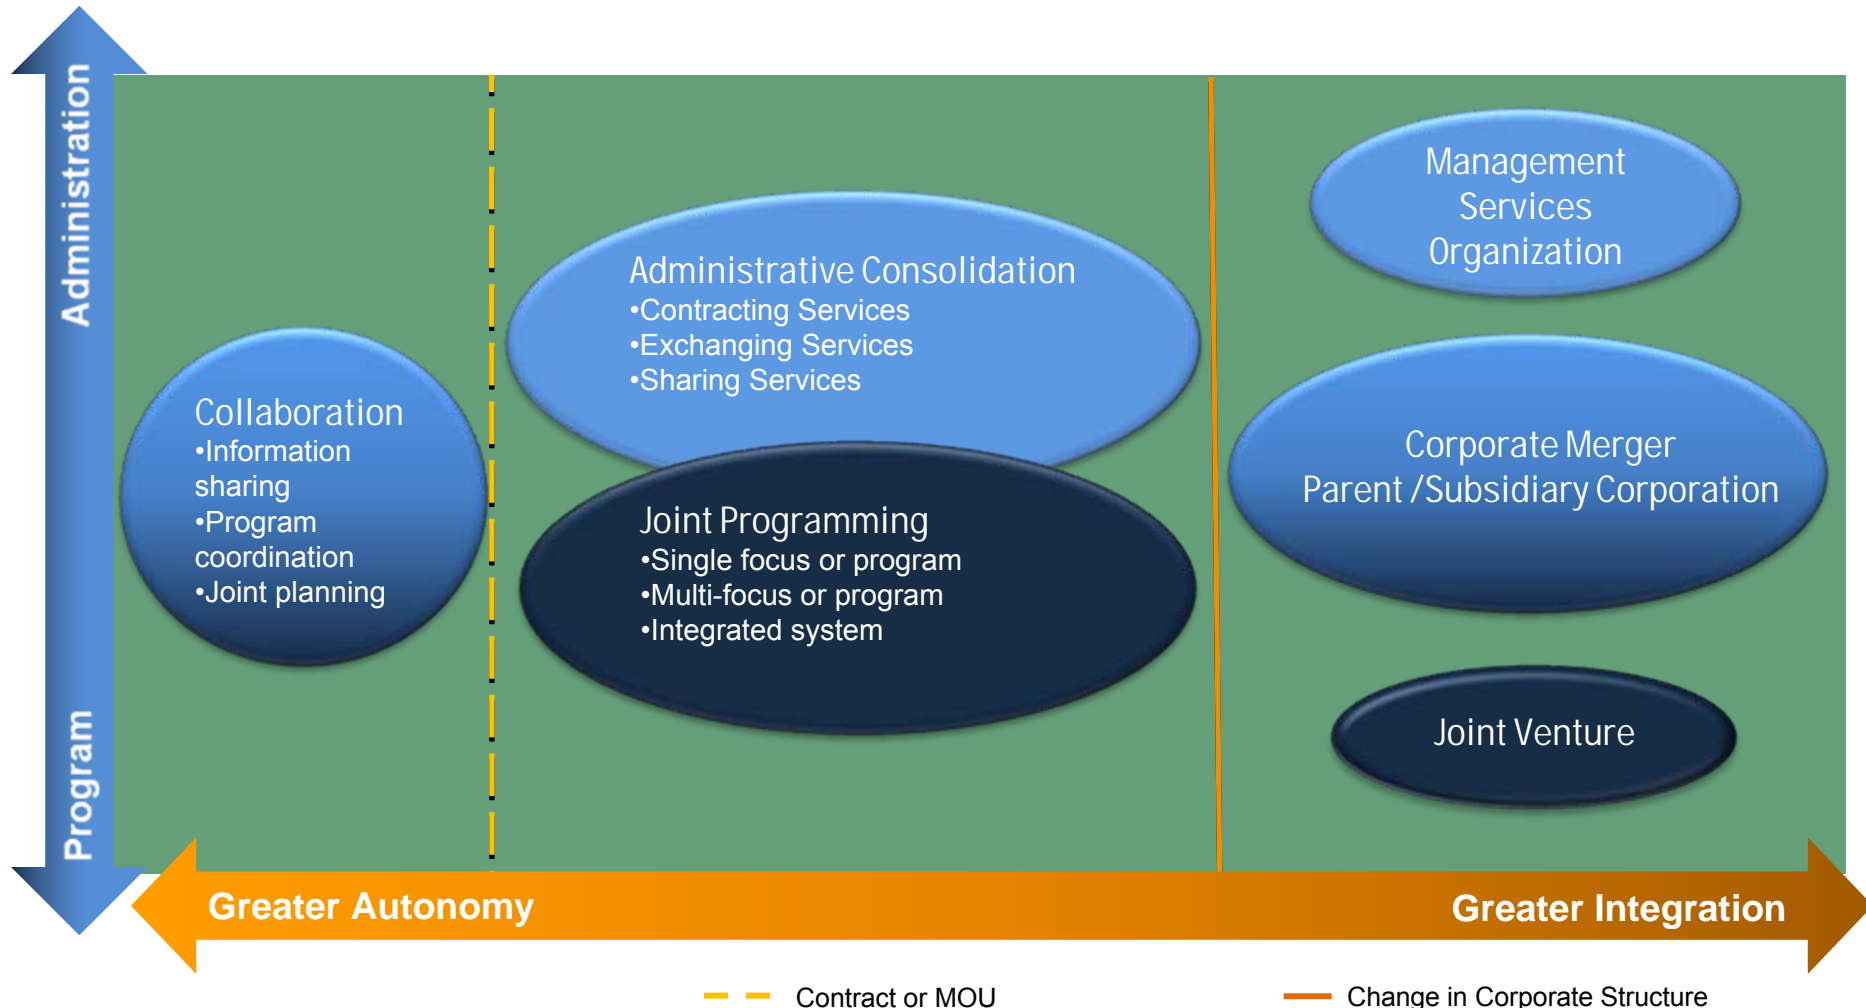 Administration
Program
Collaboration
•Information
sharing
•Program
coordination
•Joint planning
Administrative Consolidation
•Contracting Services
•Exchanging Services
•Sharing Services
Joint Programming
•Single focus or program
•Multi-focus or program
•Integrated system
Management
Services
Organization
Corporate Merger
Parent /Subsidiary Corporation
Joint Venture
Greater Autonomy
Greater Integration
Contract or MOU
Change in Corporate Structure